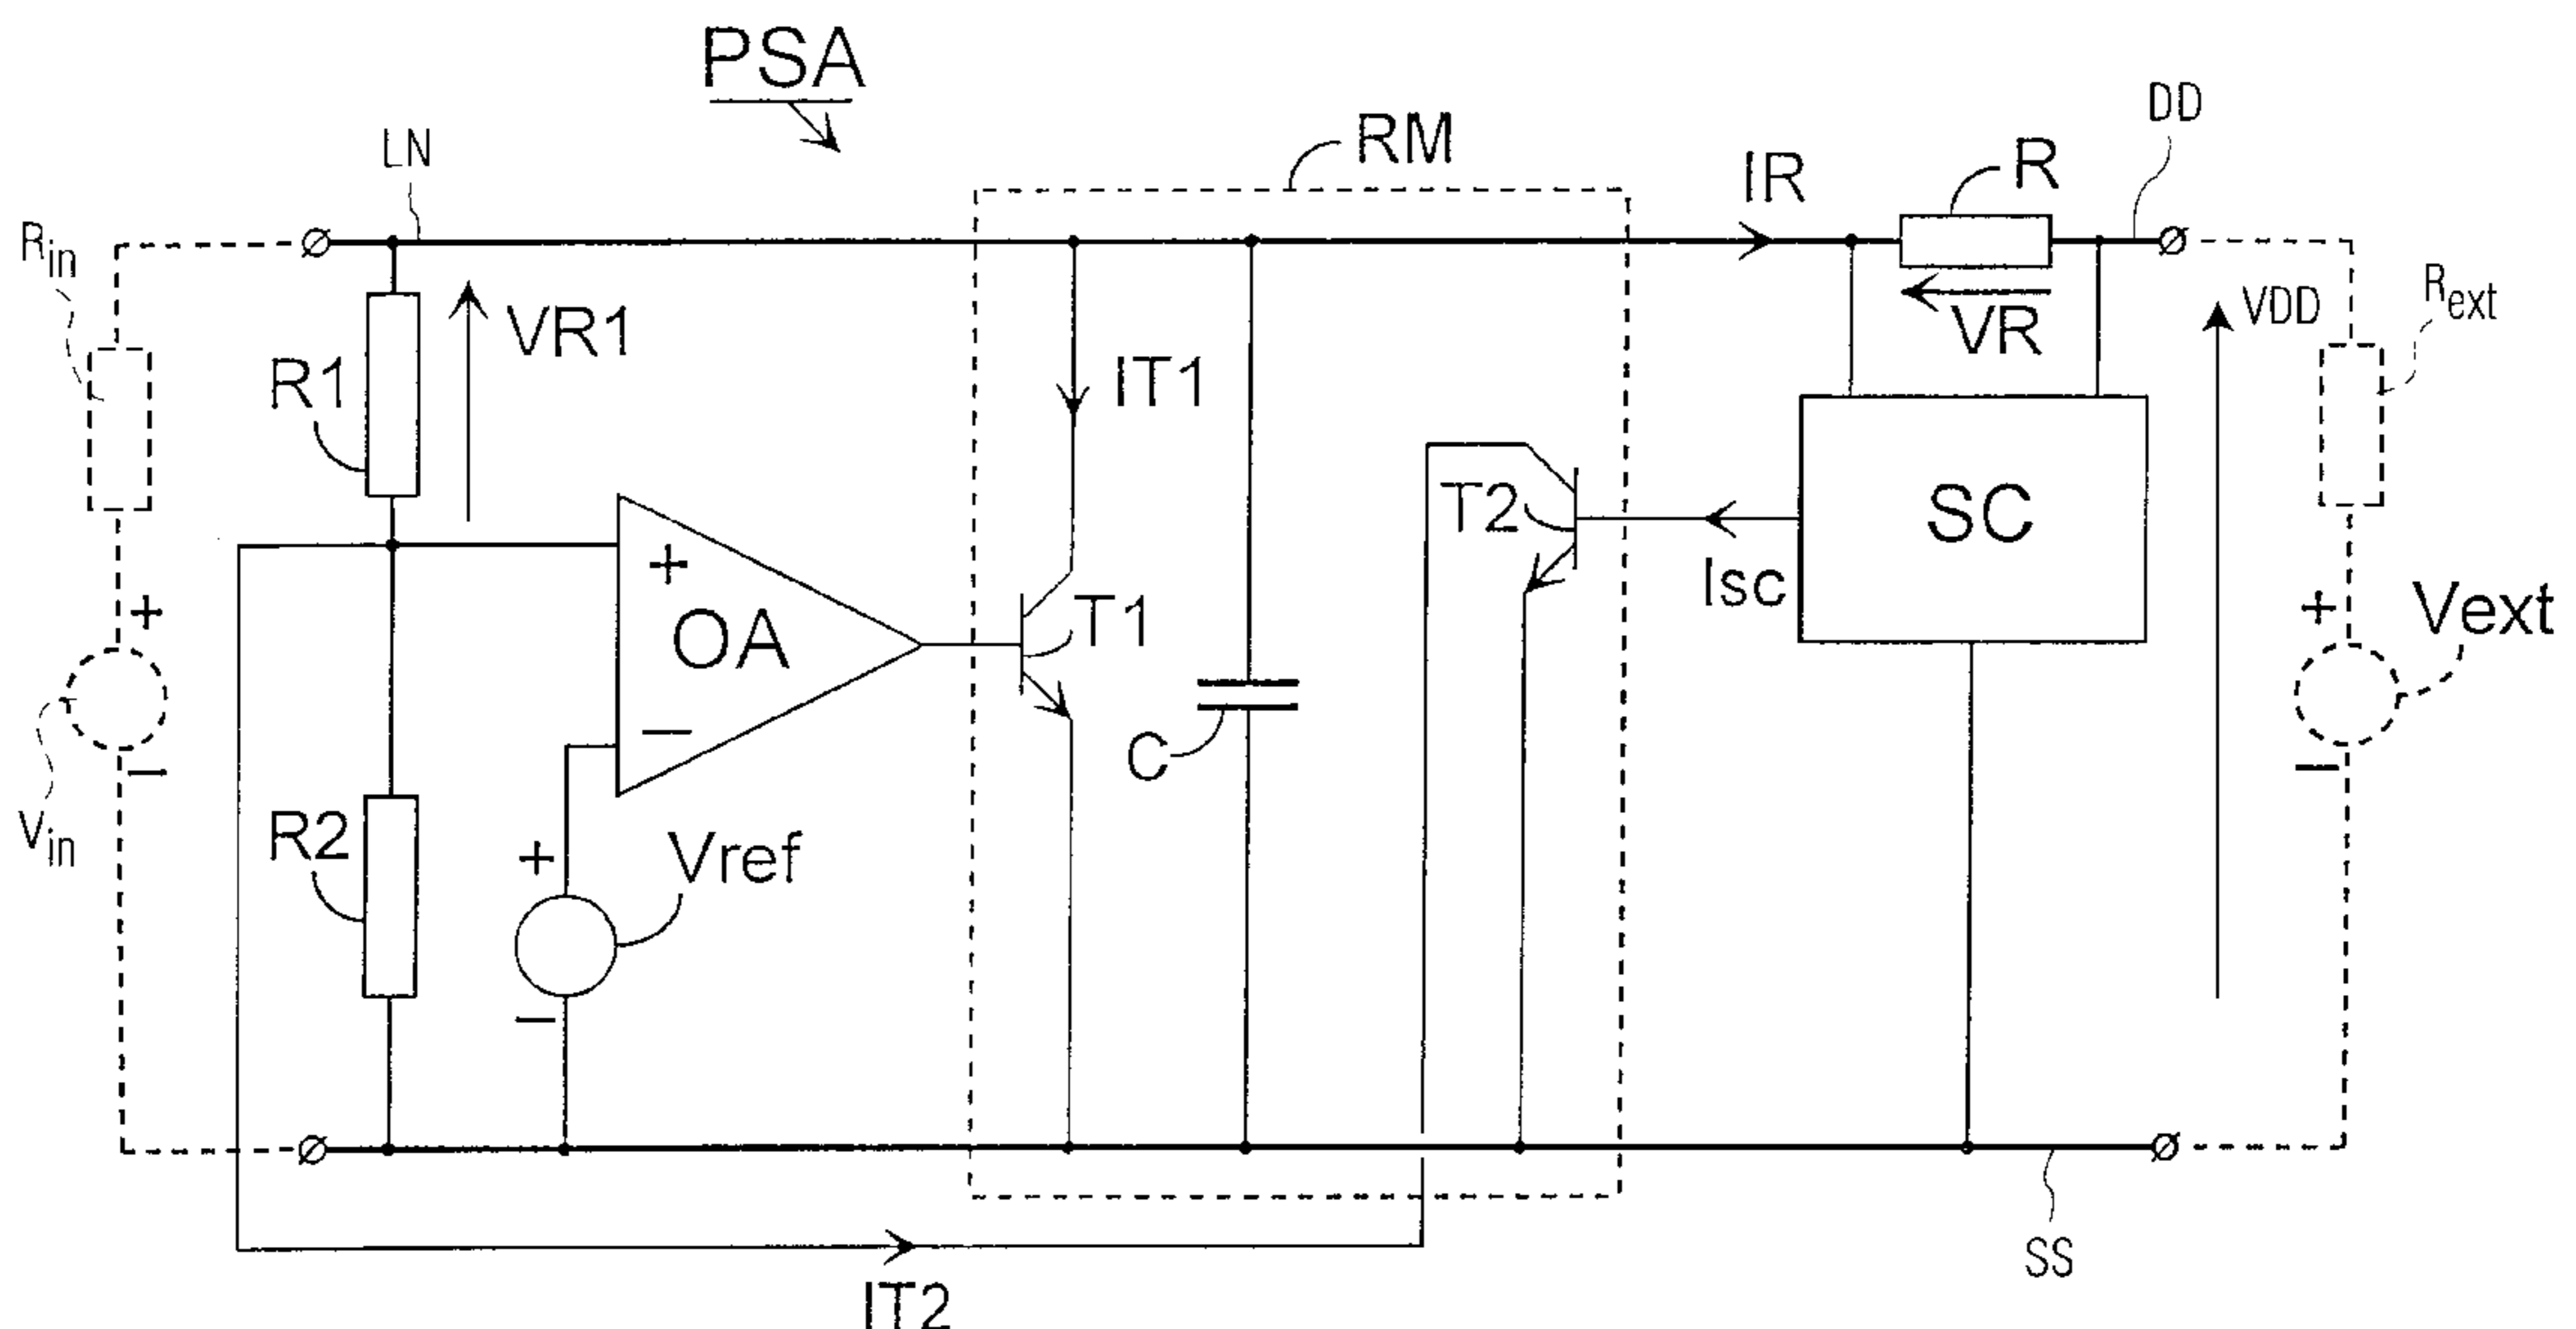 PSA
LN
RM
IR
R
DD
Rin
VR1
R1
IT1
VR
VDD
Rext
T2
SC
+
OA
T1
Isc
+
+
Vext
−
C
−
−
Vin
R2
+
Vref
−
SS
IT2